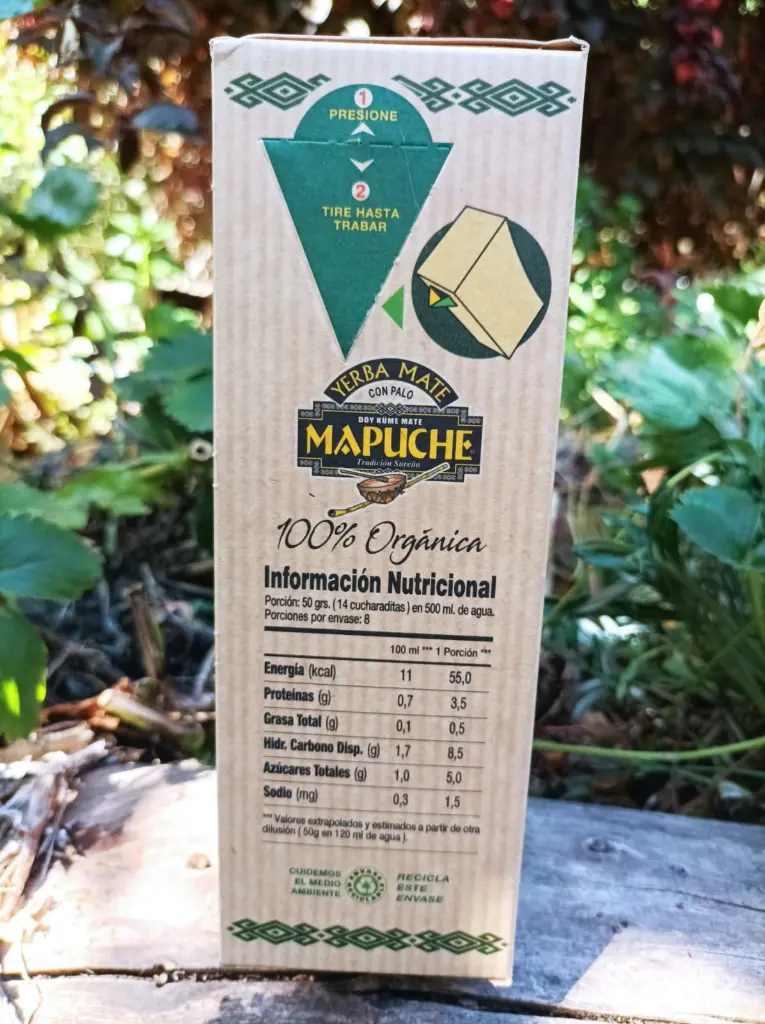 1
PRESIONE
2
TIRE HASTA
TRABAR
YERBA MATE
CON PALO
DOY KÜME MATE
MAPUCHE
Tradición Sureña
100% Orgánica
Información Nutricional
Porción: 50 grs. ( 14 cucharaditas ) en 500 ml. de agua.
Porciones por envase: 8
100 ml *** 1 Porción ***
Energía (kcal) 11 55,0
Proteínas (g) 0,7 3,5
Grasa Total (g) 0,1 0,5
Hidr. Carbono Disp. (g) 1,7 8,5
Azúcares Totales (g) 1,0 5,0
Sodio (mg) 0,3 1,5
*** Valores extrapolados y estimados a partir de otra
dilusión ( 50g en 120 ml de agua ).
CUIDEMOS
EL MEDIO
AMBIENTE
RECICLA
ESTE
ENVASE